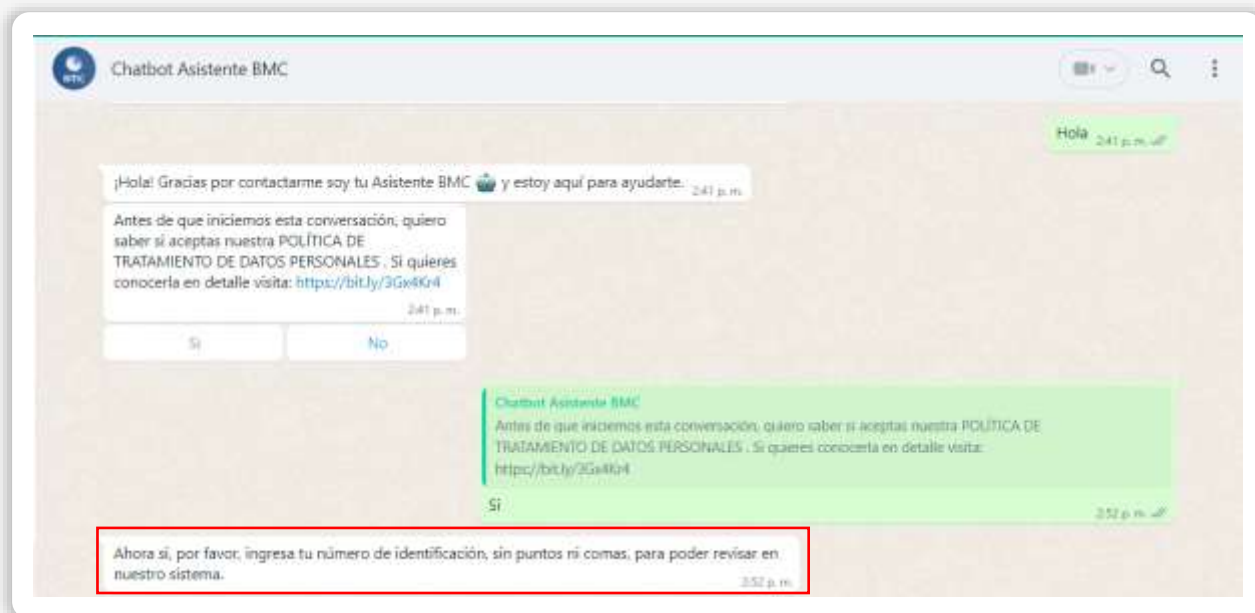 Chatbot Asistente BMC
Hola 2:41 p. m.
¡Hola! Gracias por contactarme soy tu Asistente BMC 🤖 y estoy aquí para ayudarte. 2:41 p. m.
Antes de que iniciemos esta conversación, quiero
saber si aceptas nuestra POLÍTICA DE
TRATAMIENTO DE DATOS PERSONALES . Si quieres
conocerla en detalle visita: https://bit.ly/3Gx4Kr4
2:41 p. m.
Si No
Chatbot Asistente BMC
Antes de que iniciemos esta conversación, quiero saber si aceptas nuestra POLÍTICA DE
TRATAMIENTO DE DATOS PERSONALES . Si quieres conocerla en detalle visita:
https://bit.ly/3Gx4Kr4
Si
2:52 p. m.
Ahora si, por favor, ingresa tu número de identificación, sin puntos ni comas, para poder revisar en
nuestro sistema.
2:52 p. m.